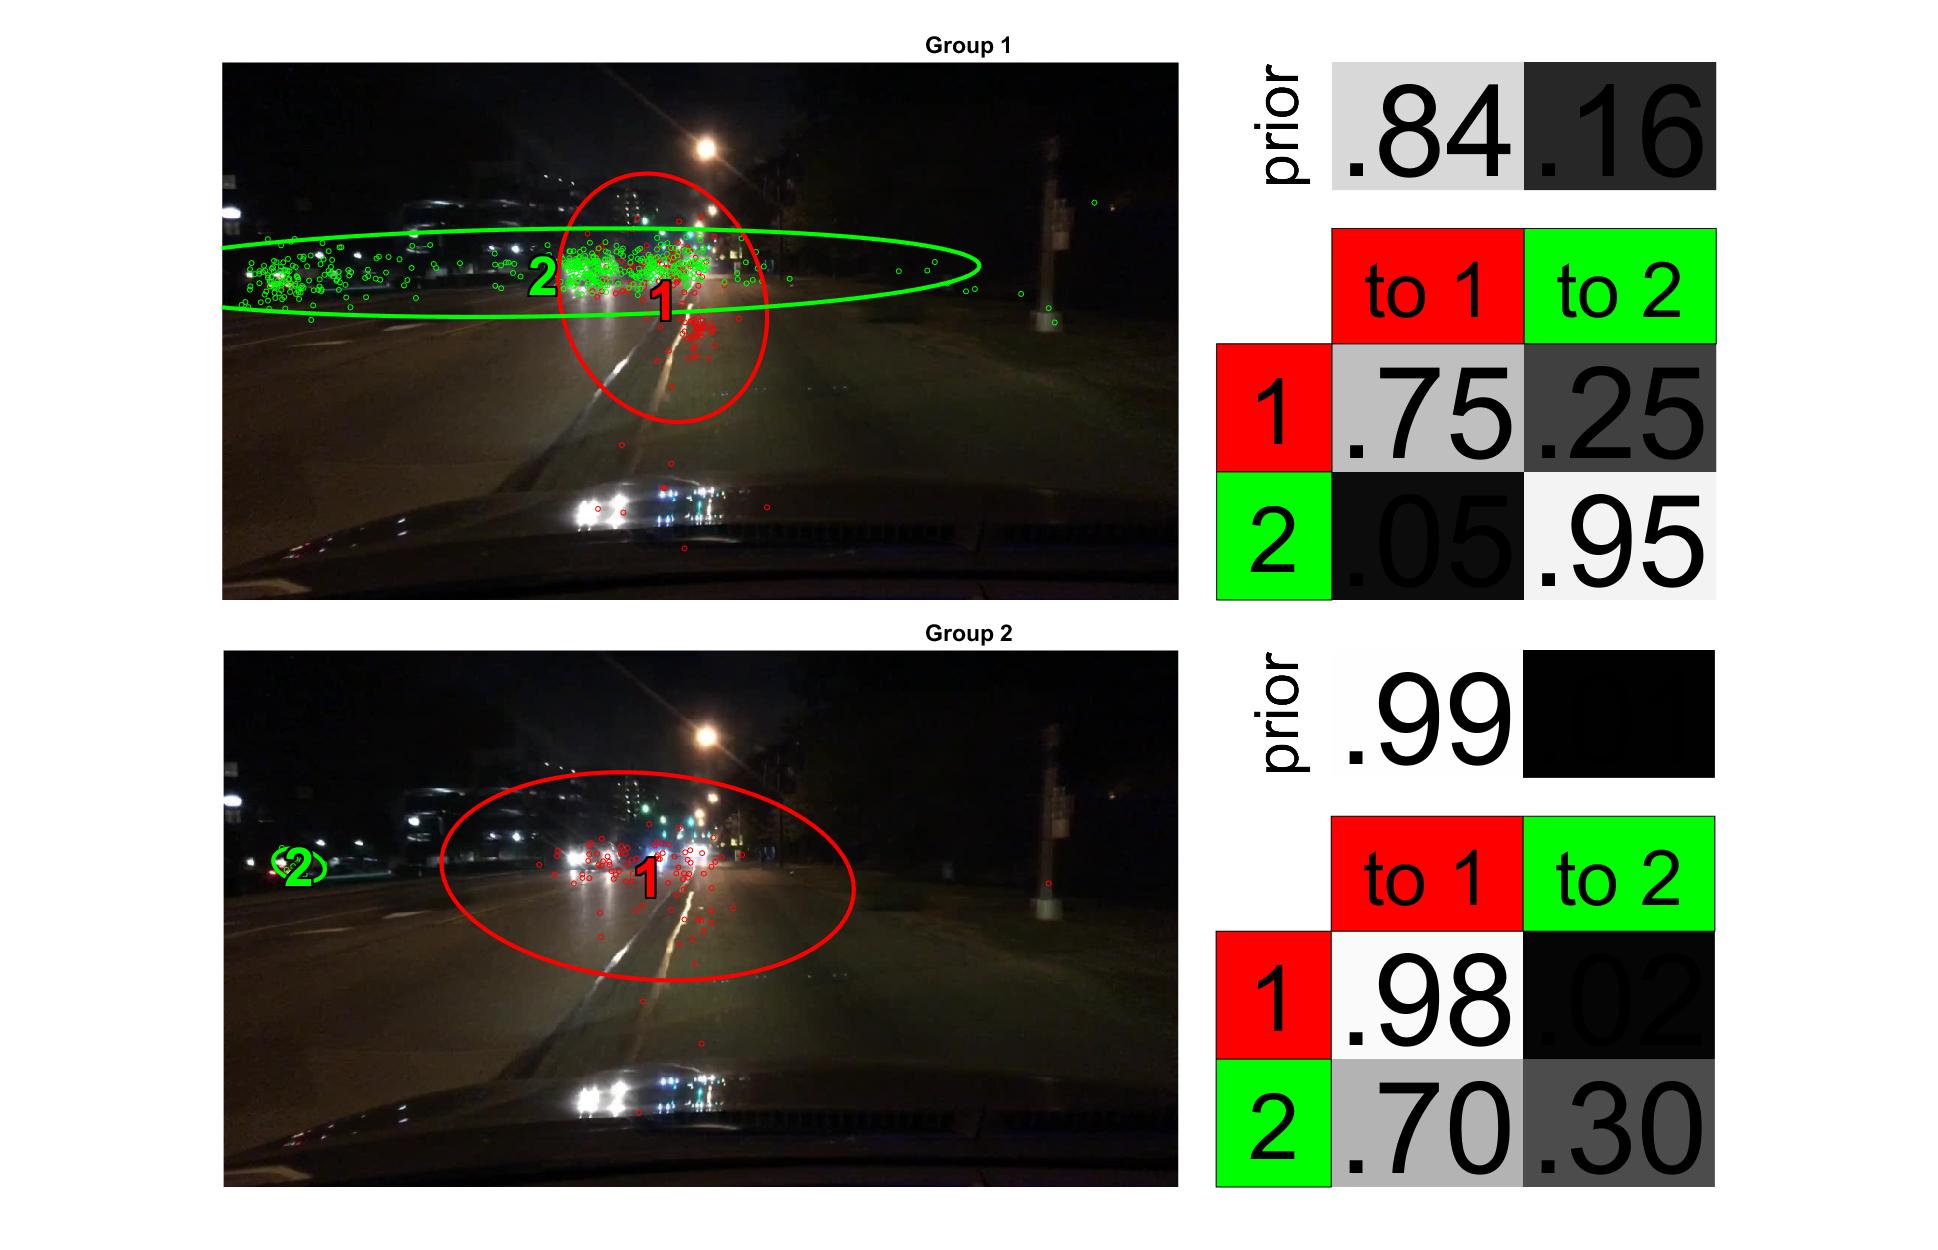 Group 1
2
1
prior
.84 .16
to 1 to 2
1 .75 .25
2 .05 .95
Group 2
2
1
prior
.99
to 1 to 2
1 .98 .02
2 .70 .30